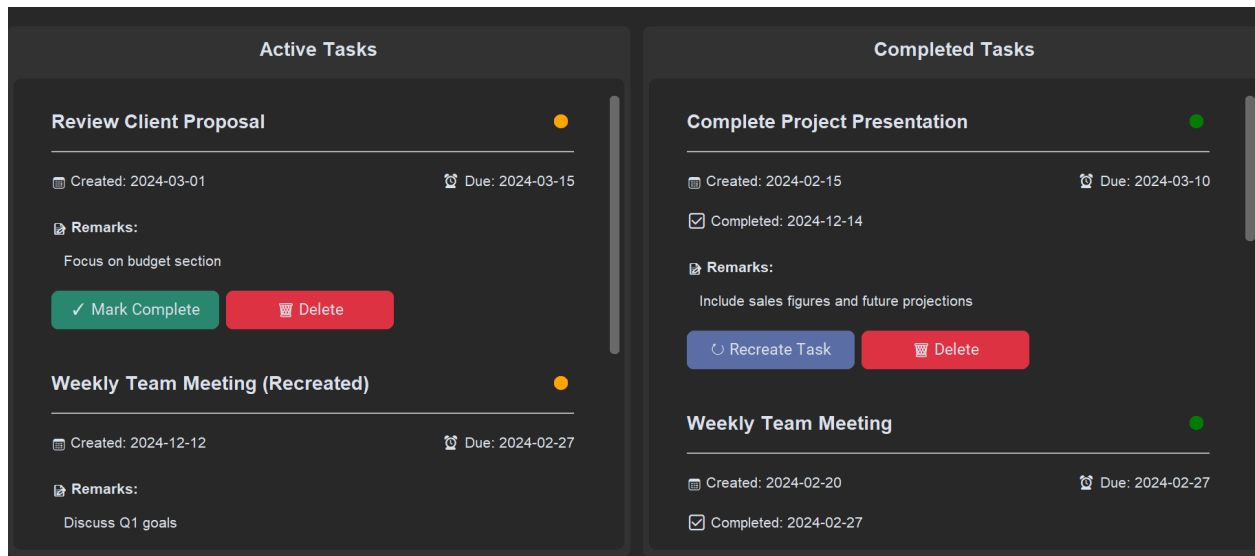 Active Tasks
Review Client Proposal
Created: 2024-03-01 Due: 2024-03-15
Remarks:
Focus on budget section
✓ Mark Complete Delete
Weekly Team Meeting (Recreated)
Created: 2024-12-12 Due: 2024-02-27
Remarks:
Discuss Q1 goals
Completed Tasks
Complete Project Presentation
Created: 2024-02-15 Due: 2024-03-10
Completed: 2024-12-14
Remarks:
Include sales figures and future projections
Recreate Task Delete
Weekly Team Meeting
Created: 2024-02-20 Due: 2024-02-27
Completed: 2024-02-27